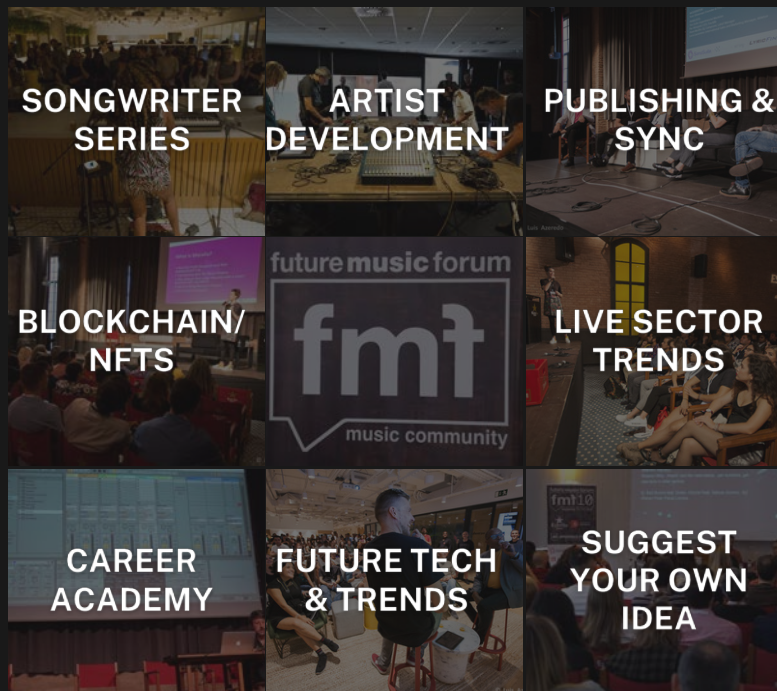 SONGWRITER
SERIES
ARTIST
DEVELOPMENT
PUBLISHING &
SYNC
BLOCKCHAIN/
NFTS
future music forum
fmf
music community
LIVE SECTOR
TRENDS
CAREER
ACADEMY
FUTURE TECH
& TRENDS
fmf10
SUGGEST
YOUR OWN
IDEA